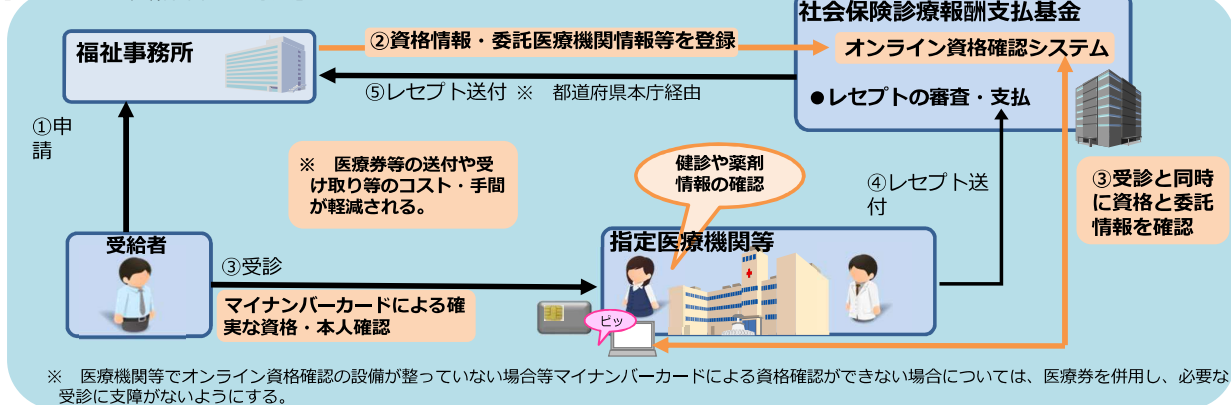 社会保険診療報酬支払基金
福祉事務所
②資格情報・委託医療機関情報等を登録
オンライン資格確認システム
⑤レセプト送付 ※　都道府県本庁経由
●レセプトの審査・支払
①申
請
※　医療券等の送付や受
け取り等のコスト・手間
が軽減される。
健診や薬剤
情報の確認
④レセプト送
付
③受診と同時
に資格と委託
情報を確認
受給者
指定医療機関等
③受診
マイナンバーカードによる確
実な資格・本人確認
ピッ
※　医療機関等でオンライン資格確認の設備が整っていない場合等マイナンバーカードによる資格確認ができない場合については、医療券を併用し、必要な
受診に支障がないようにする。